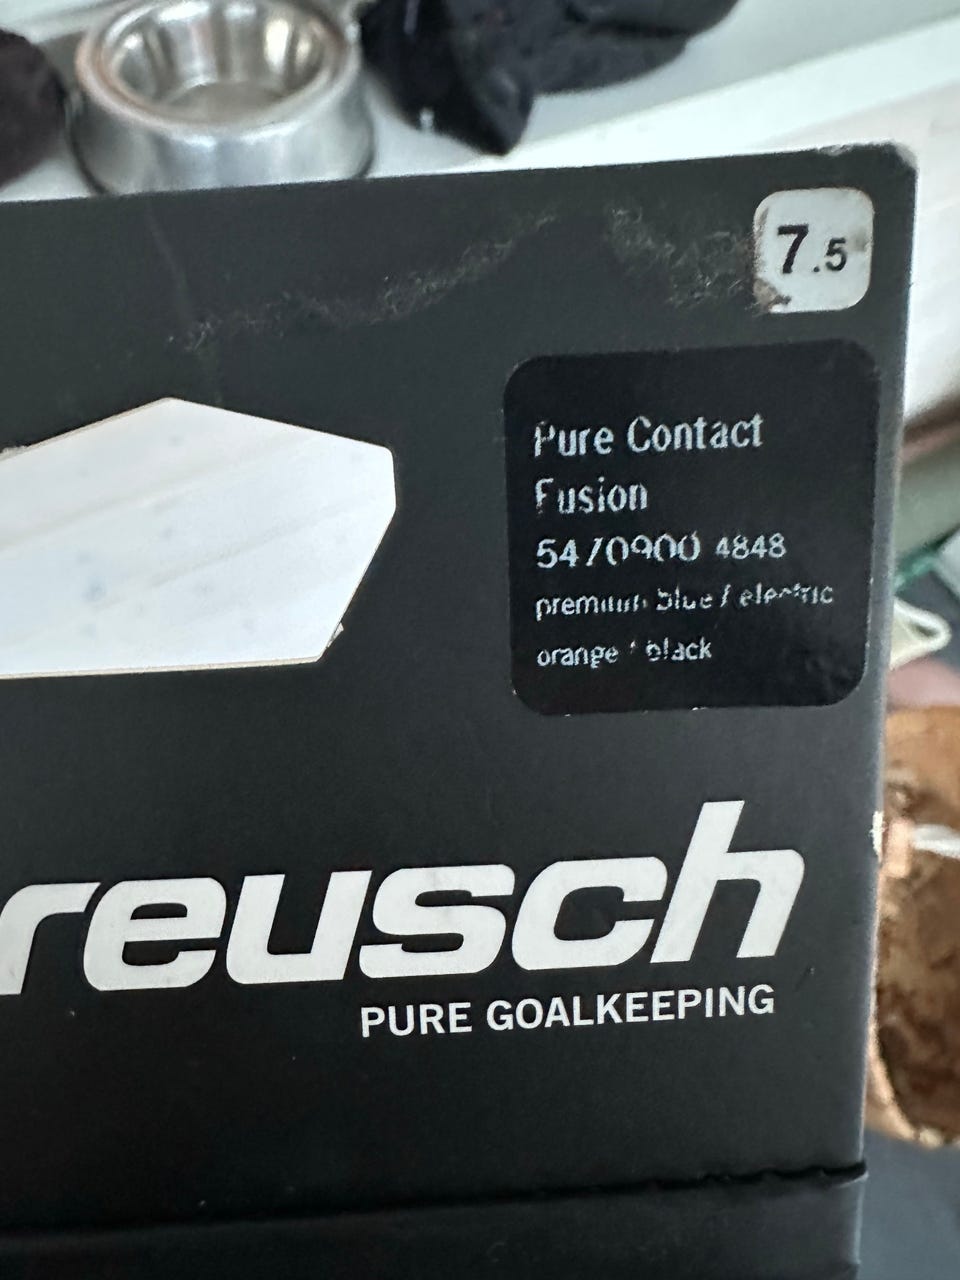 7.5
Pure Contact
Fusion
5470900 4848
premium blue / electric
orange / black
reusch
PURE GOALKEEPING